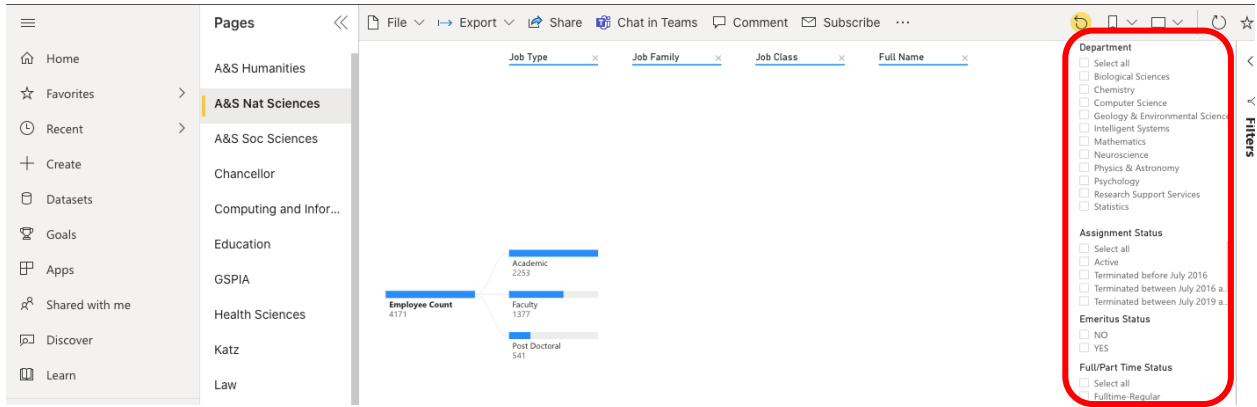 Home
Favorites
Recent
Create
Datasets
Goals
Apps
Shared with me
Discover
Learn
Pages
A&S Humanities
A&S Nat Sciences
A&S Soc Sciences
Chancellor
Computing and Infor...
Education
GSPIA
Health Sciences
Katz
Law
File Export Share Chat in Teams Comment Subscribe ...
Job Type Job Family Job Class Full Name
Employee Count
4171
Academic
2253
Faculty
1377
Post Doctoral
541
Department
Select all
Biological Sciences
Chemistry
Computer Science
Geology & Environmental Science
Intelligent Systems
Mathematics
Neuroscience
Physics & Astronomy
Psychology
Research Support Services
Statistics
Assignment Status
Select all
Active
Terminated before July 2016
Terminated between July 2016 a...
Terminated between July 2019 a...
Emeritus Status
NO
YES
Full/Part Time Status
Select all
Fulltime-Regular
Filters